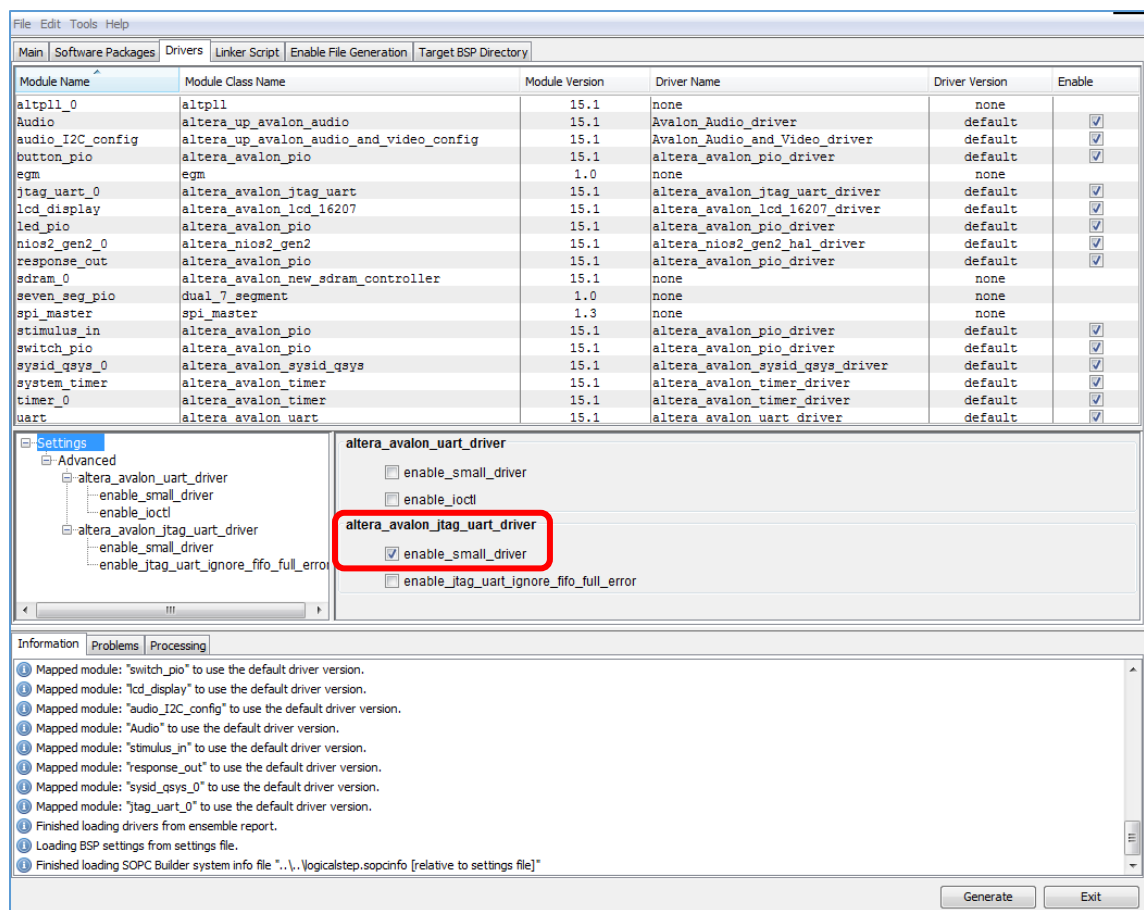 File Edit Tools Help
Main Software Packages Drivers Linker Script Enable File Generation Target BSP Directory
Module Name Module Class Name Module Version Driver Name Driver Version Enable
altpll_0 altpll 15.1 none none
Audio altera_up_avalon_audio 15.1 Avalon_Audio_driver default
audio_I2C_config altera_up_avalon_audio_and_video_config 15.1 Avalon_Audio_and_Video_driver default
button_pio altera_avalon_pio 15.1 altera_avalon_pio_driver default
egm egm 1.0 none none
jtag_uart_0 altera_avalon_jtag_uart 15.1 altera_avalon_jtag_uart_driver default
lcd_display altera_avalon_lcd_16207 15.1 altera_avalon_lcd_16207_driver default
led_pio altera_avalon_pio 15.1 altera_avalon_pio_driver default
nios2_gen2_0 altera_nios2_gen2 15.1 altera_nios2_gen2_hal_driver default
response_out altera_avalon_pio 15.1 altera_avalon_pio_driver default
sdram_0 altera_avalon_new_sdram_controller 15.1 none none
seven_seg_pio dual_7_segment 1.0 none none
spi_master spi_master 1.3 none none
stimulus_in altera_avalon_pio 15.1 altera_avalon_pio_driver default
switch_pio altera_avalon_pio 15.1 altera_avalon_pio_driver default
sysid_qsys_0 altera_avalon_sysid_qsys 15.1 altera_avalon_sysid_qsys_driver default
system_timer altera_avalon_timer 15.1 altera_avalon_timer_driver default
timer_0 altera_avalon_timer 15.1 altera_avalon_timer_driver default
uart altera_avalon_uart 15.1 altera_avalon_uart_driver default
Settings
Advanced
altera_avalon_uart_driver
enable_small_driver
enable_ioctl
altera_avalon_jtag_uart_driver
enable_small_driver
enable_jtag_uart_ignore_fifo_full_error
altera_avalon_uart_driver
enable_small_driver
enable_ioctl
altera_avalon_jtag_uart_driver
enable_small_driver
enable_jtag_uart_ignore_fifo_full_error
Information Problems Processing
Mapped module: "switch_pio" to use the default driver version.
Mapped module: "lcd_display" to use the default driver version.
Mapped module: "audio_I2C_config" to use the default driver version.
Mapped module: "Audio" to use the default driver version.
Mapped module: "stimulus_in" to use the default driver version.
Mapped module: "response_out" to use the default driver version.
Mapped module: "sysid_qsys_0" to use the default driver version.
Mapped module: "jtag_uart_0" to use the default driver version.
Finished loading drivers from ensemble report.
Loading BSP settings from settings file.
Finished loading SOPC Builder system info file "..\..\logicalstep.sopcinfo [relative to settings file]"
Generate Exit